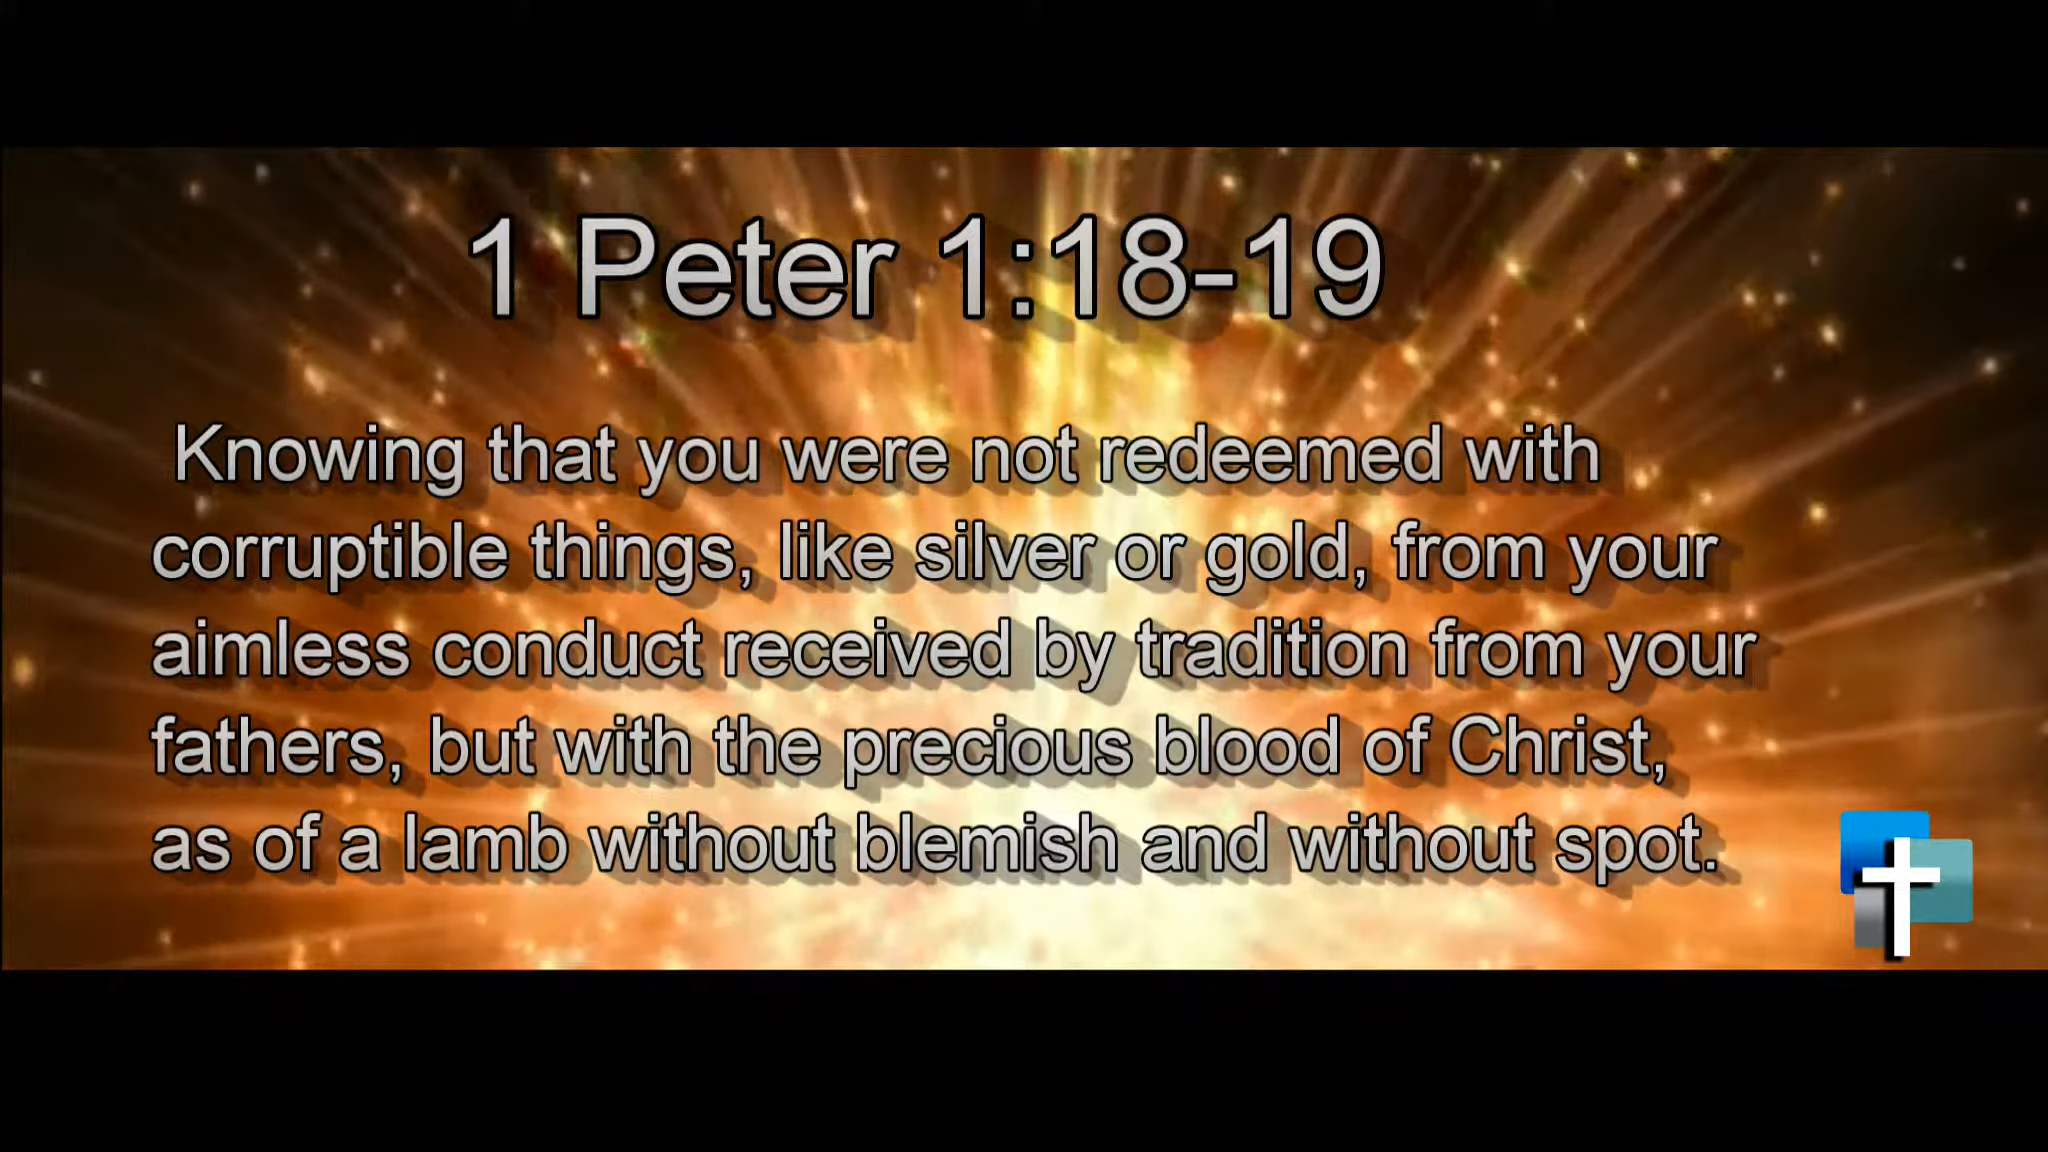 1 Peter 1:18-19
Knowing that you were not redeemed with
corruptible things, like silver or gold, from your
aimless conduct received by tradition from your
fathers, but with the precious blood of Christ,
as of a lamb without blemish and without spot.